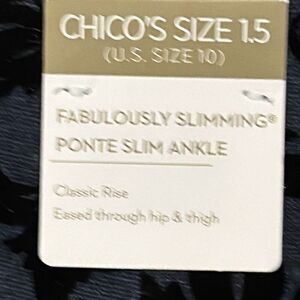 CHICO'S SIZE 1.5
(U.S. SIZE 10)
FABULOUSLY SLIMMING®
PONTE SLIM ANKLE
Classic Rise
Eased through hip & thigh